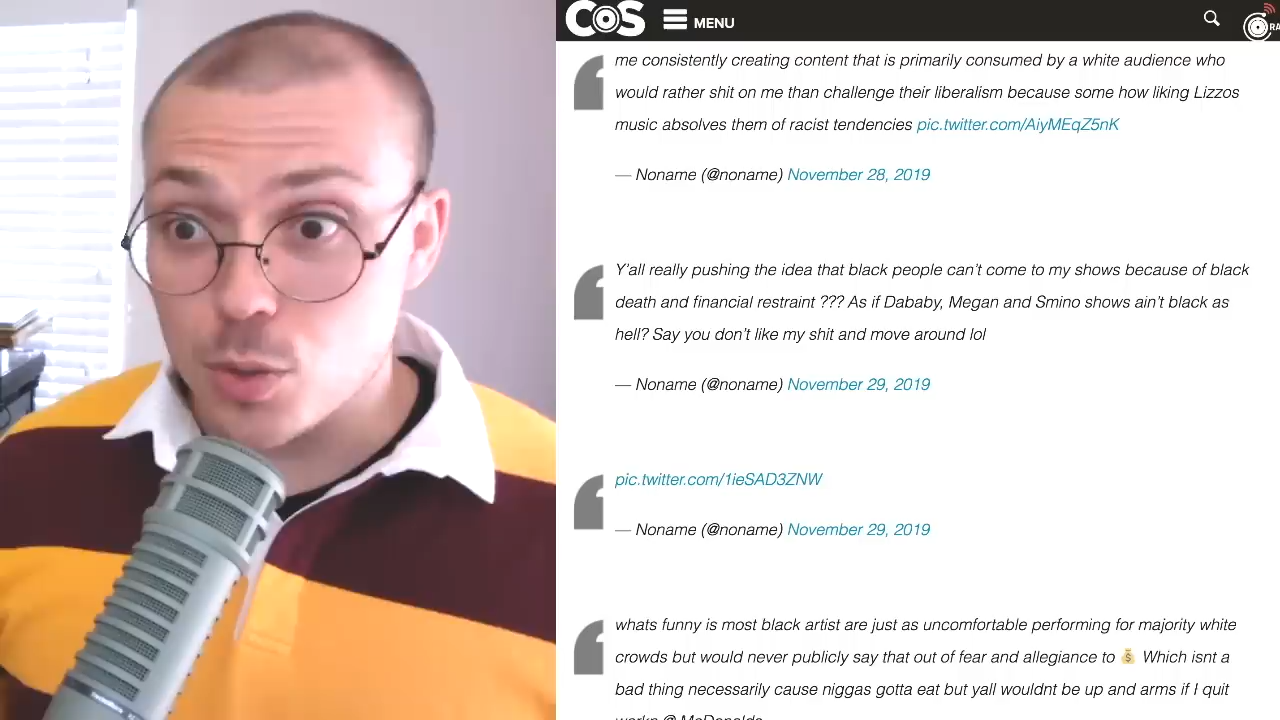 COS
MENU
RA
me consistently creating content that is primarily consumed by a white audience who
would rather shit on me than challenge their liberalism because some how liking Lizzos
music absolves them of racist tendencies pic.twitter.com/AiyMEqZ5nK
— Noname (@noname) November 28, 2019
Y’all really pushing the idea that black people can’t come to my shows because of black
death and financial restraint ??? As if Dababy, Megan and Smino shows ain’t black as
hell? Say you don’t like my shit and move around lol
— Noname (@noname) November 29, 2019
pic.twitter.com/1ieSAD3ZNW
— Noname (@noname) November 29, 2019
whats funny is most black artist are just as uncomfortable performing for majority white
crowds but would never publicly say that out of fear and allegiance to 💰 Which isnt a
bad thing necessarily cause niggas gotta eat but yall wouldnt be up and arms if I quit
workn @ McDonalds